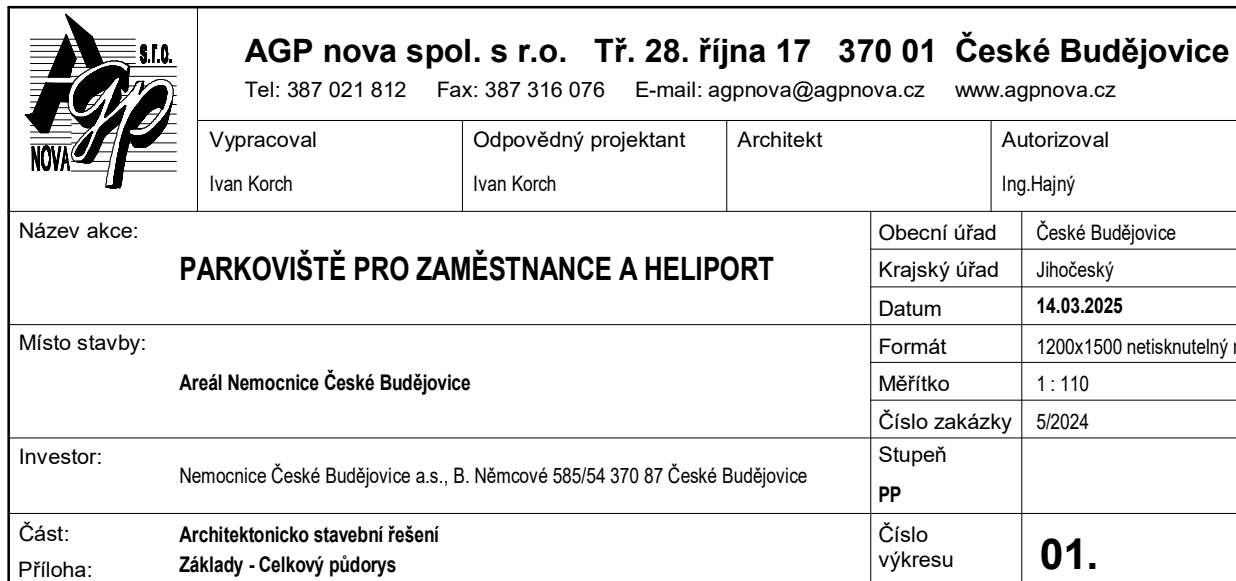 s.r.o.
Agp
NOVA
AGP nova spol. s r.o. Tř. 28. října 17 370 01 České Budějovice
Tel: 387 021 812 Fax: 387 316 076 E-mail: agpnova@agpnova.cz www.agpnova.cz
Vypracoval Odpovědný projektant Architekt Autorizoval
Ivan Korch Ivan Korch Ing.Hajný
Název akce:
PARKOVIŠTĚ PRO ZAMĚSTNANCE A HELIPORT
Obecní úřad České Budějovice
Krajský úřad Jihočeský
Datum 14.03.2025
Místo stavby:
Areál Nemocnice České Budějovice
Formát 1200x1500 netisknutelný
Měřítko 1 : 110
Číslo zakázky 5/2024
Investor:
Nemocnice České Budějovice a.s., B. Němcové 585/54 370 87 České Budějovice
Stupeň
PP
Část: Architektonicko stavební řešení
Příloha: Základy - Celkový půdorys
Číslo
výkresu 01.